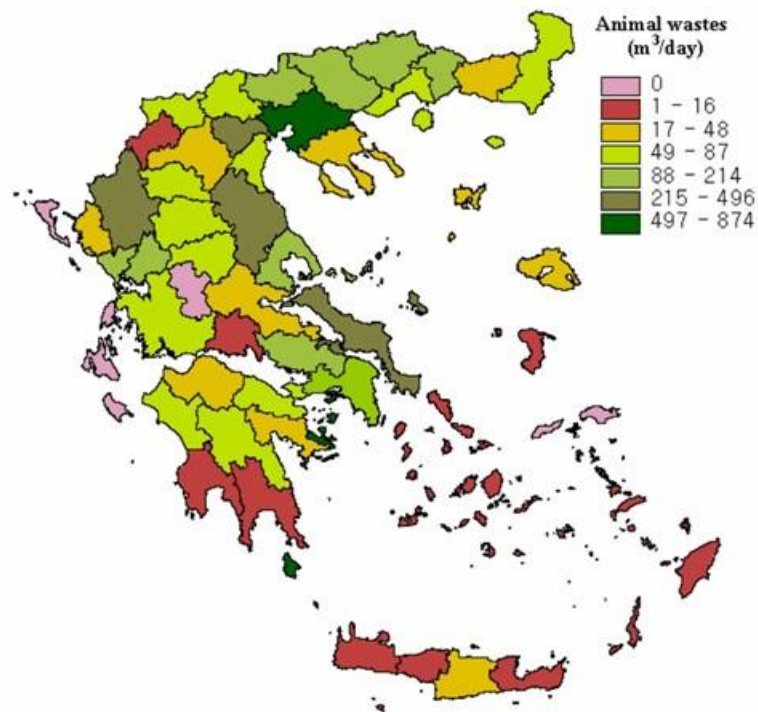 Animal wastes
(m³/day)
0
1 - 16
17 - 48
49 - 87
88 - 214
215 - 496
497 - 874